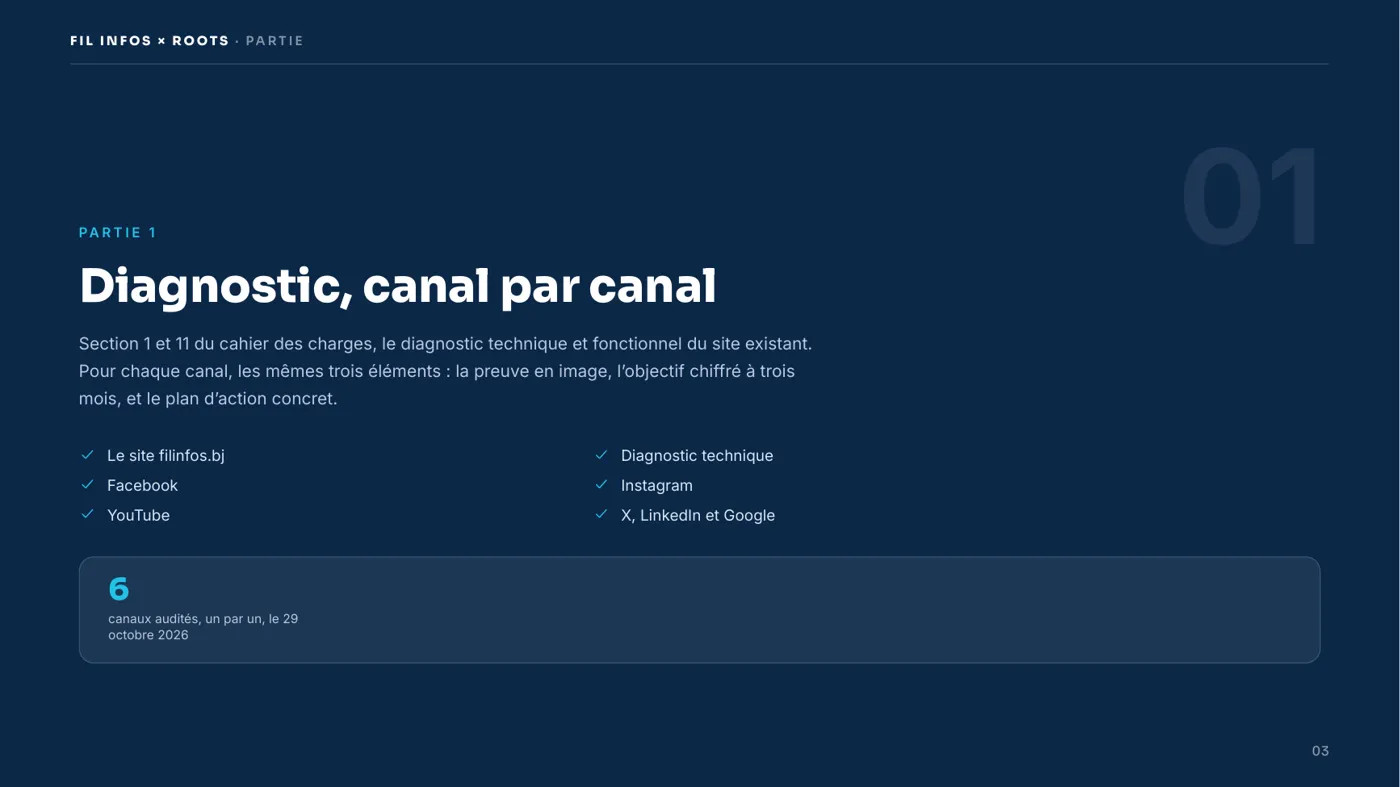 FIL INFOS × ROOTS · PARTIE
01
PARTIE 1
Diagnostic, canal par canal
Section 1 et 11 du cahier des charges, le diagnostic technique et fonctionnel du site existant.
Pour chaque canal, les mêmes trois éléments : la preuve en image, l’objectif chiffré à trois
mois, et le plan d’action concret.
Le site filinfos.bj
Diagnostic technique
Facebook
Instagram
YouTube
X, LinkedIn et Google
6
canaux audités, un par un, le 29
octobre 2026
03